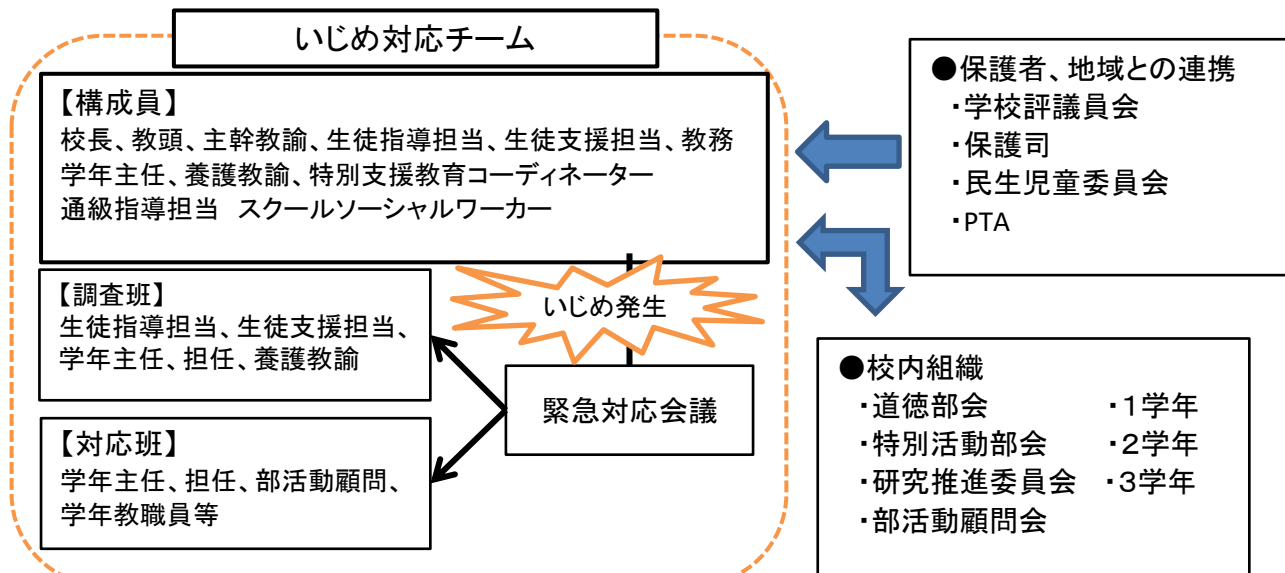 いじめ対応チーム
【構成員】
校長、教頭、主幹教諭、生徒指導担当、生徒支援担当、教務
学年主任、養護教諭、特別支援教育コーディネーター
通級指導担当　スクールソーシャルワーカー
いじめ発生
【調査班】
生徒指導担当、生徒支援担当、
学年主任、担任、養護教諭
緊急対応会議
【対応班】
学年主任、担任、部活動顧問、
学年教職員等
●保護者、地域との連携
・学校評議員会
・保護司
・民生児童委員会
・PTA
●校内組織
・道徳部会　・１学年
・特別活動部会　・２学年
・研究推進委員会　・３学年
・部活動顧問会